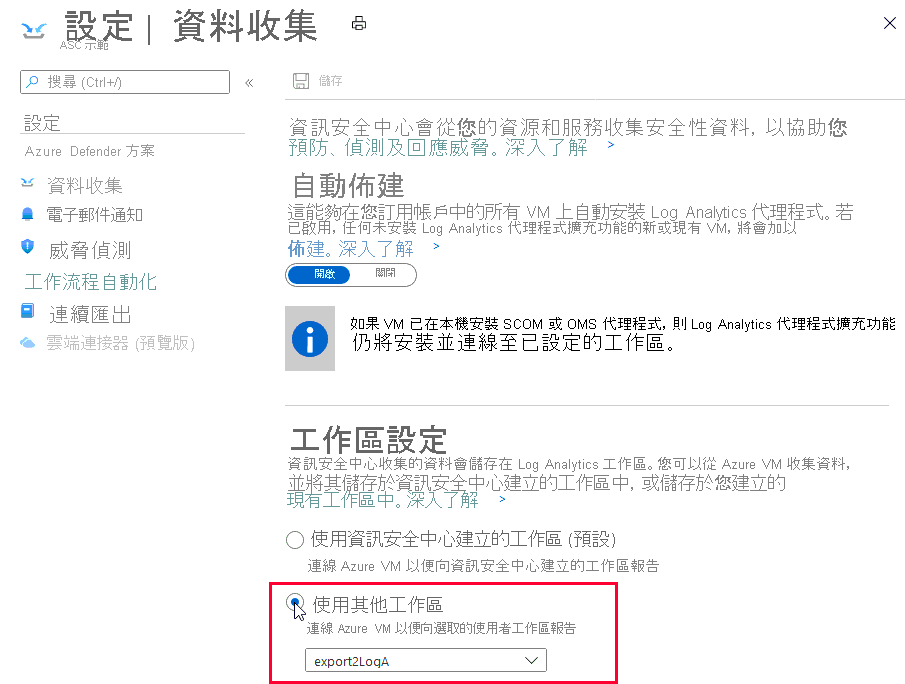 設定 | 資料收集
ASC 示範
搜尋 (Ctrl+/)
«
設定
Azure Defender 方案
資料收集
電子郵件通知
威脅偵測
工作流程自動化
連續匯出
雲端連接器 (預覽版)
儲存
資訊安全中心會從您的資源和服務收集安全性資料, 以協助您
預防、偵測及回應威脅。深入了解 >
自動佈建
這能夠在您訂用帳戶中的所有 VM 上自動安裝 Log Analytics 代理程式。若
已啟用, 任何未安裝 Log Analytics 代理程式擴充功能的新或現有 VM, 將會加以
佈建。深入了解 >
開啟 關閉
如果 VM 已在本機安裝 SCOM 或 OMS 代理程式, 則 Log Analytics 代理程式擴充功能
仍將安裝並連線至已設定的工作區。
工作區設定
資訊安全中心收集的資料會儲存在 Log Analytics 工作區。您可以從 Azure VM 收集資料,
並將其儲存於資訊安全中心建立的工作區中, 或儲存於您建立的
現有工作區中。深入了解 >
使用資訊安全中心建立的工作區 (預設)
連線 Azure VM 以便向資訊安全中心建立的工作區報告
使用其他工作區
連線 Azure VM 以便向選取的使用者工作區報告
export2LogA